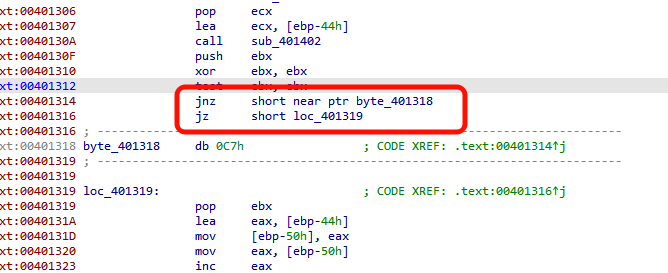 xt:00401306 pop ecx
xt:00401307 lea ecx, [ebp-44h]
xt:0040130A call sub_401402
xt:0040130F push ebx
xt:00401310 xor ebx, ebx
xt:00401312 test ebx, ebx
xt:00401314 jnz short near ptr byte_401318
xt:00401316 jz short loc_401319
xt:00401316 ; ---------------------------------------------------------------------------
xt:00401318 byte_401318 db 0C7h ; CODE XREF: .text:00401314↑j
xt:00401319 ; ---------------------------------------------------------------------------
xt:00401319
xt:00401319 loc_401319: ; CODE XREF: .text:00401316↑j
xt:00401319 pop ebx
xt:0040131A lea eax, [ebp-44h]
xt:0040131D mov [ebp-50h], eax
xt:00401320 mov eax, [ebp-50h]
xt:00401323 inc eax